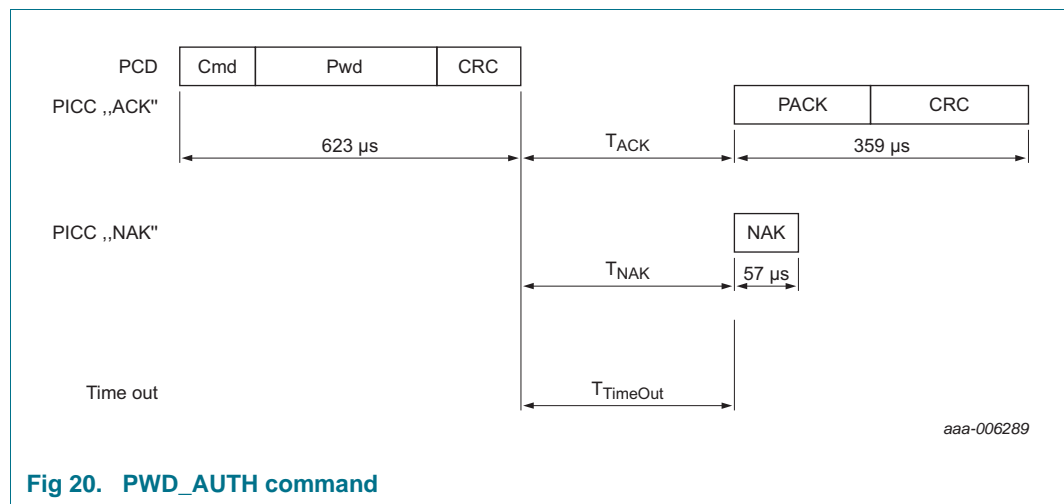 PCD Cmd Pwd CRC
PICC ,,ACK" PACK CRC
623 µs TACK 359 µs
PICC ,,NAK" NAK
TNAK 57 µs
Time out TTimeOut
aaa-006289
Fig 20. PWD_AUTH command